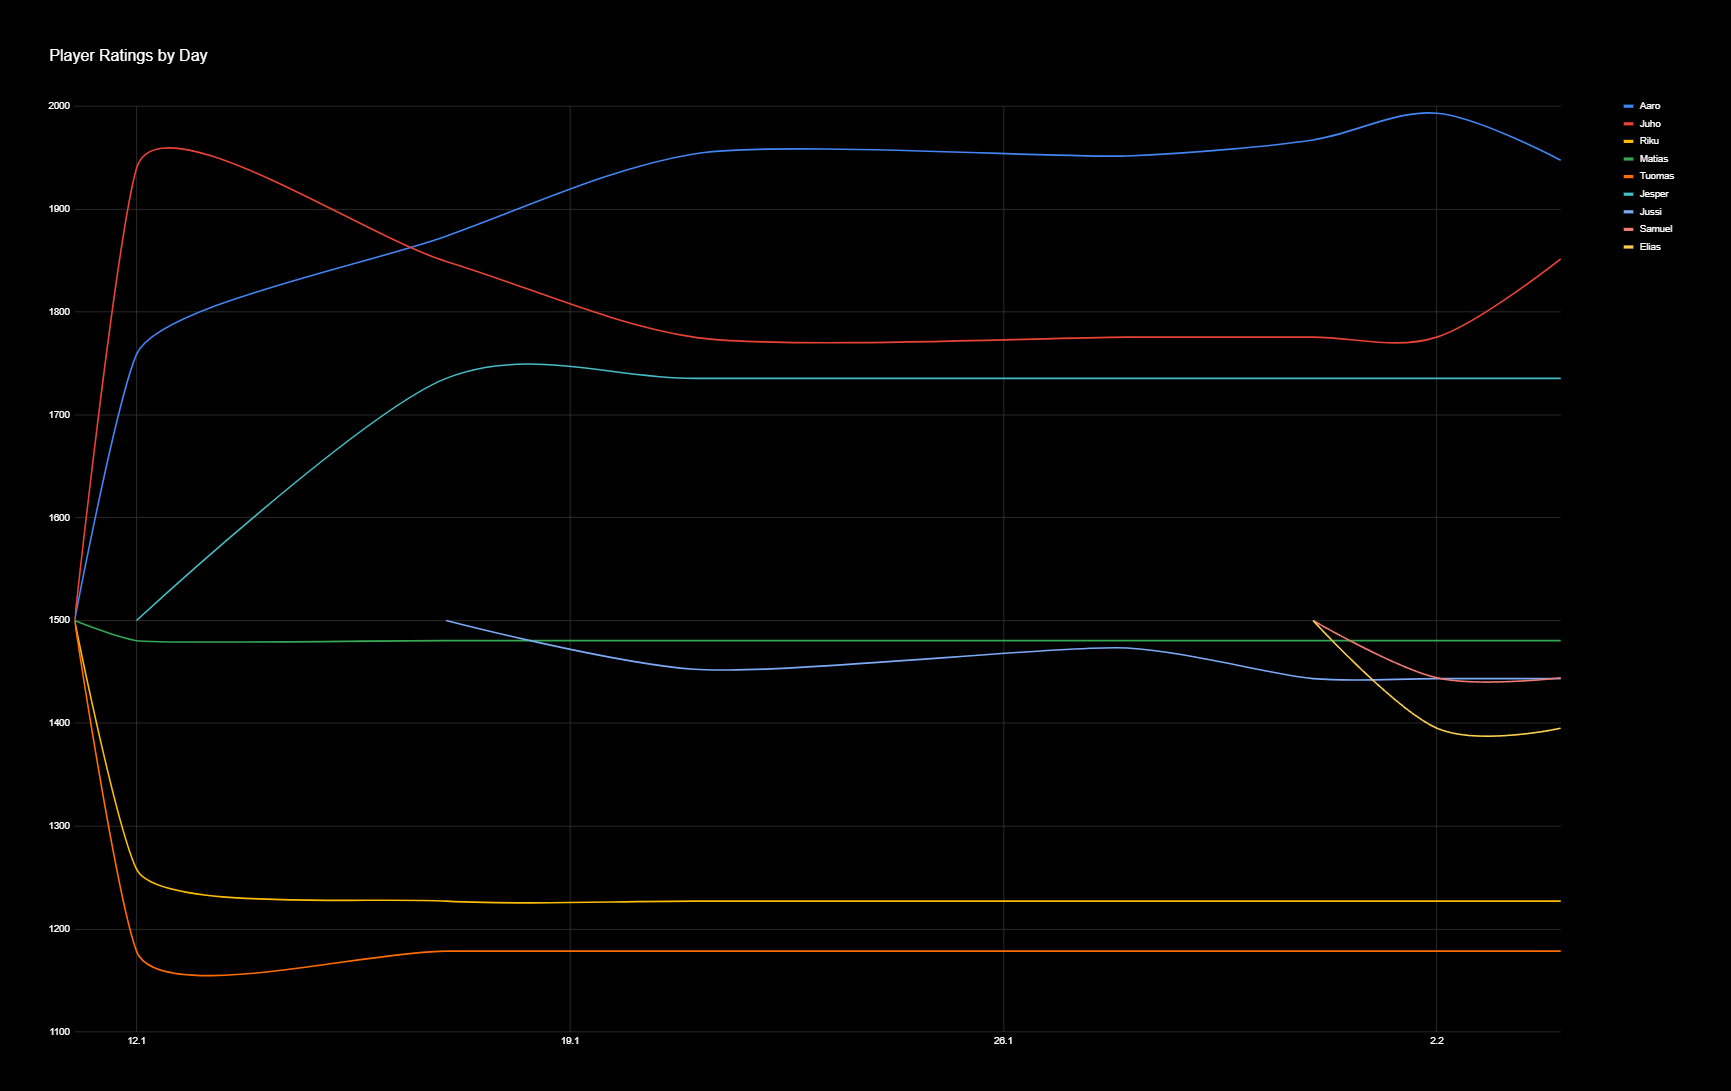 Player Ratings by Day
2000
1900
1800
1700
1600
1500
1400
1300
1200
1100
12.1
19.1
26.1
2.2
Aaro
Juho
Riku
Matias
Tuomas
Jesper
Jussi
Samuel
Elias